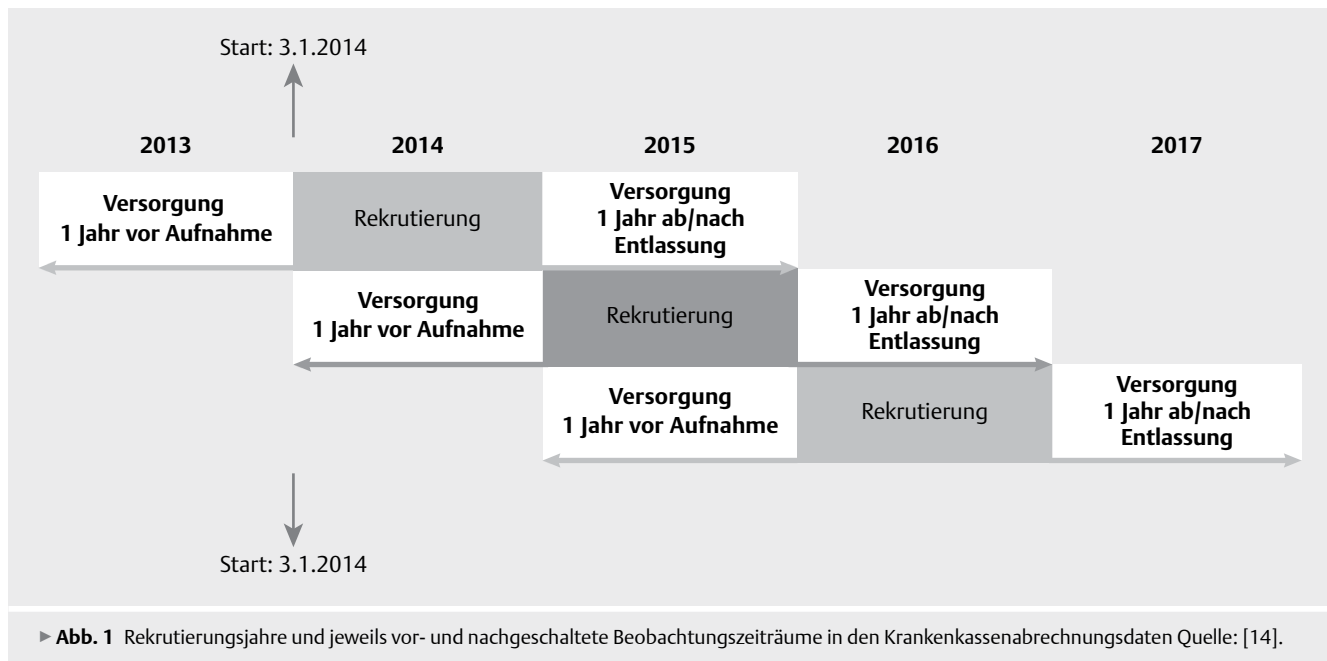 Start: 3.1.2014
2013 2014 2015 2016 2017
Versorgung
1 Jahr vor Aufnahme
Rekrutierung
Versorgung
1 Jahr ab/nach
Entlassung
Versorgung
1 Jahr vor Aufnahme
Rekrutierung
Versorgung
1 Jahr ab/nach
Entlassung
Versorgung
1 Jahr vor Aufnahme
Rekrutierung
Versorgung
1 Jahr ab/nach
Entlassung
Start: 3.1.2014
▶ Abb. 1 Rekrutierungsjahre und jeweils vor- und nachgeschaltete Beobachtungszeiträume in den Krankenkassenabrechnungsdaten Quelle: [14].